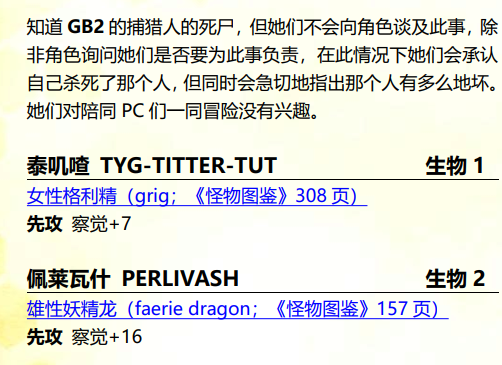 知道 GB2 的捕猎人的死尸，但她们不会向角色谈及此事，除
非角色询问她们是否要为此事负责，在此情况下她们会承认
自己杀死了那个人，但同时会急切地指出那个人有多么地坏。
她们对陪同 PC 们一同冒险没有兴趣。
泰叽喳 TYG-TITTER-TUT 生物 1
女性格利精（grig；《怪物图鉴》308 页）
先攻 察觉+7
佩莱瓦什 PERLIVASH 生物 2
雄性妖精龙（faerie dragon；《怪物图鉴》157 页）
先攻 察觉+16